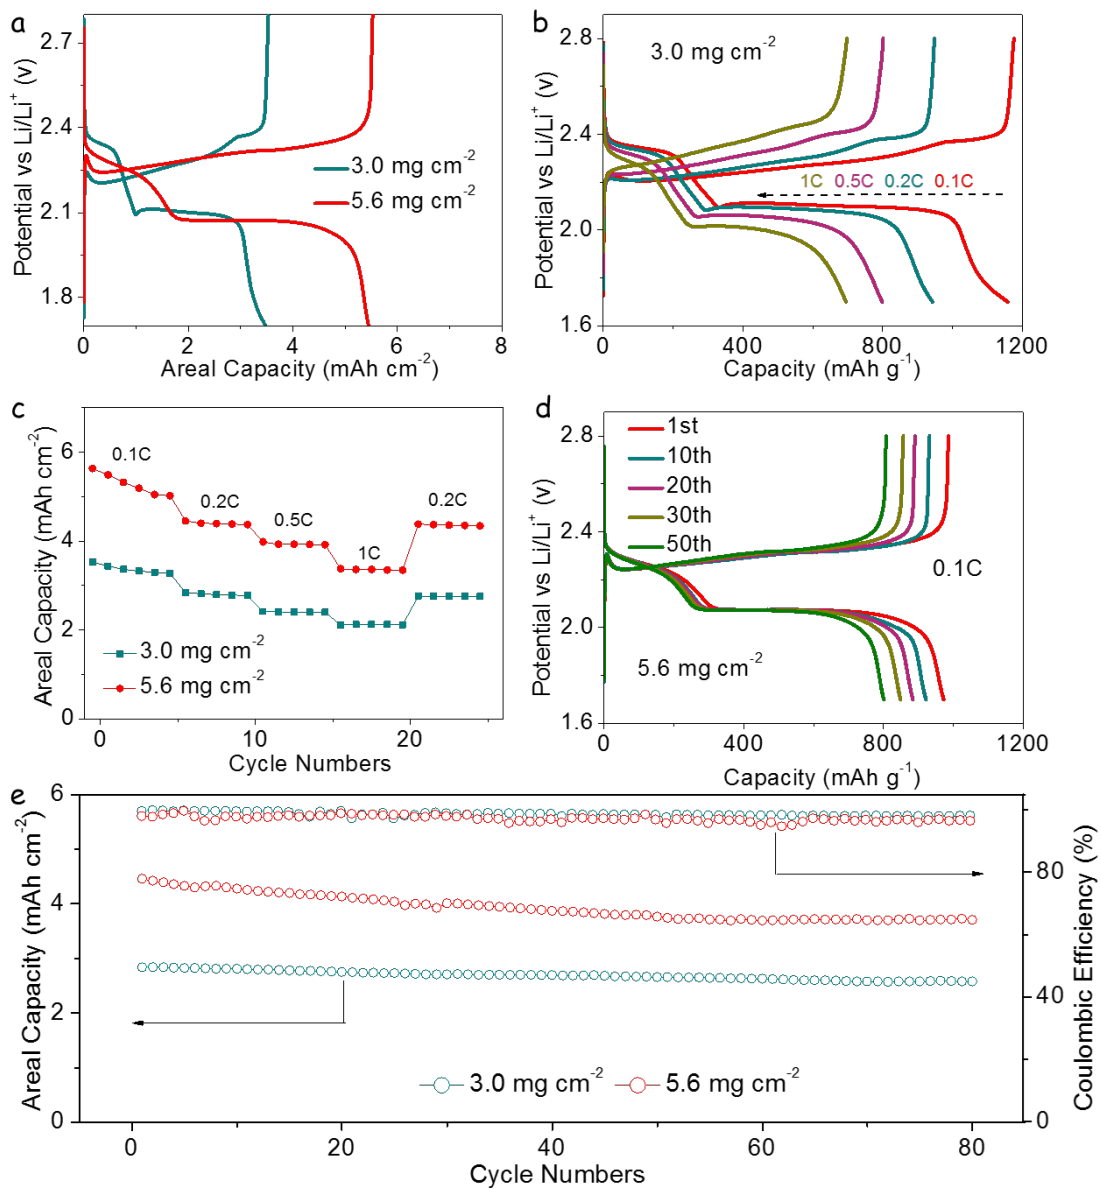 a
2.7
2.4
2.1
1.8
Potential vs Li/Li⁺ (v)
3.0 mg cm⁻²
5.6 mg cm⁻²
0 2 4 6 8
Areal Capacity (mAh cm⁻²)
b
2.8
2.4
2.0
1.6
Potential vs Li/Li⁺ (v)
3.0 mg cm⁻²
1C 0.5C 0.2C 0.1C
0 400 800 1200
Capacity (mAh g⁻¹)
c
6
4
2
0
Areal Capacity (mAh cm⁻²)
0.1C
0.2C
0.5C
1C
0.2C
3.0 mg cm⁻²
5.6 mg cm⁻²
0 10 20
Cycle Numbers
d
2.8
2.4
2.0
1.6
Potential vs Li/Li⁺ (v)
1st
10th
20th
30th
50th
0.1C
5.6 mg cm⁻²
0 400 800 1200
Capacity (mAh g⁻¹)
e
6
4
2
0
Areal Capacity (mAh cm⁻²)
80
40
0
Coulombic Efficiency (%)
3.0 mg cm⁻² 5.6 mg cm⁻²
0 20 40 60 80
Cycle Numbers